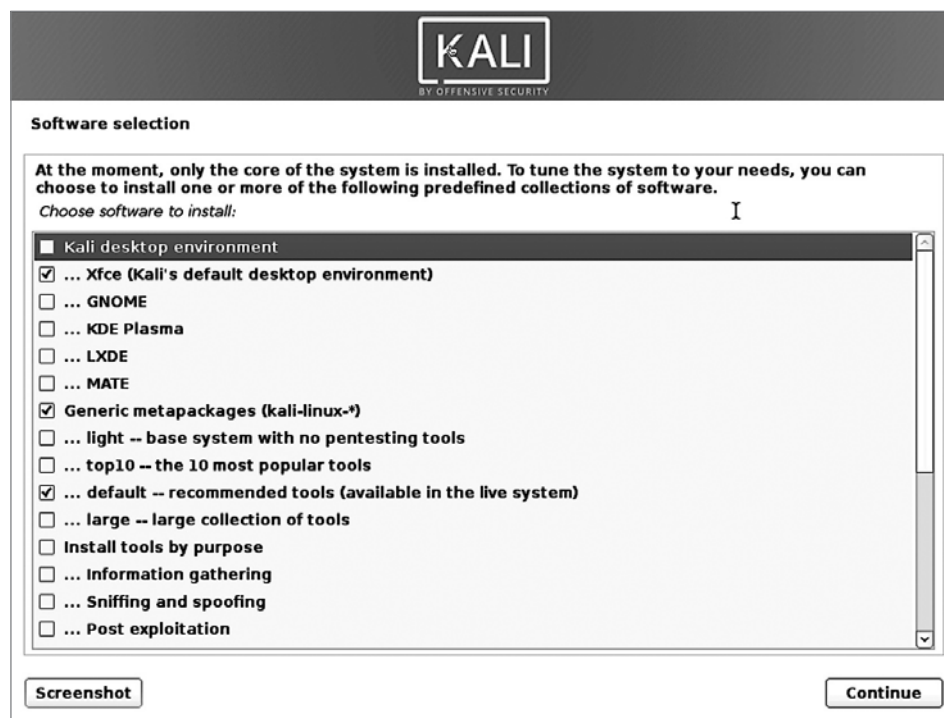 KALI
BY OFFENSIVE SECURITY
Software selection
At the moment, only the core of the system is installed. To tune the system to your needs, you can
choose to install one or more of the following predefined collections of software.
Choose software to install:
Kali desktop environment
... Xfce (Kali's default desktop environment)
... GNOME
... KDE Plasma
... LXDE
... MATE
Generic metapackages (kali-linux-*)
... light -- base system with no pentesting tools
... top10 -- the 10 most popular tools
... default -- recommended tools (available in the live system)
... large -- large collection of tools
Install tools by purpose
... Information gathering
... Sniffing and spoofing
... Post exploitation
Screenshot
Continue